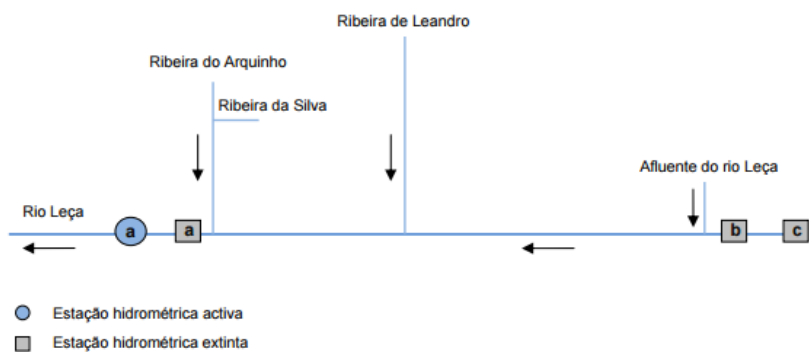 Ribeira de Leandro
Ribeira do Arquinho
Ribeira da Silva
Afluente do rio Leça
Rio Leça
a
a
b
c
Estação hidrométrica activa
Estação hidrométrica extinta